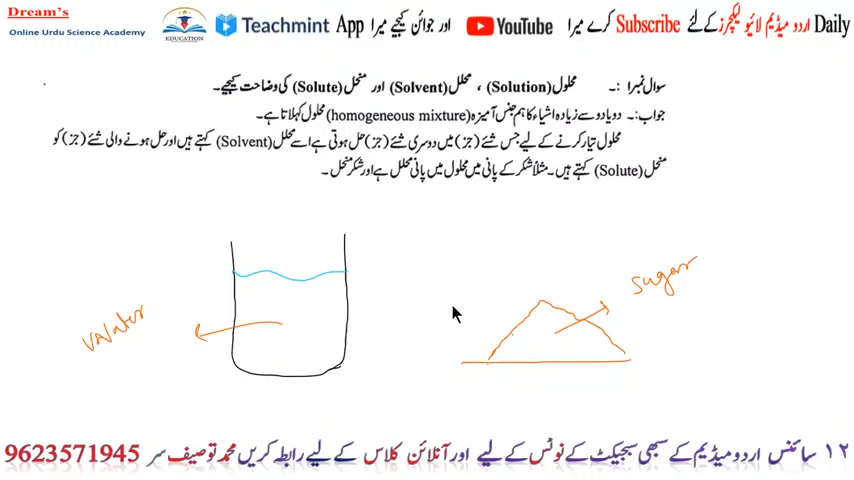 Dream's
Online Urdu Science Academy
EDUCATION
Teachmint App اور جوائن کیجیے میرا
YouTube
Daily اردو میڈیم لائیو لیکچرز کے لئے Subscribe کرے میرا
سوال نمبر ۱ :۔ محلول (Solution) ، محلل (Solvent) اور منحل (Solute) کی وضاحت کیجیے۔
جواب :۔ دو یا دو سے زیادہ اشیاء کا ہم جنس آمیزہ (homogeneous mixture) محلول کہلاتا ہے۔
محلول تیار کرنے کے لیے جس شئے (جز) میں دوسری شئے (جز) حل ہوتی ہے اسے محلل (Solvent) کہتے ہیں اور حل ہونے والی شئے (جز) کو
منحل (Solute) کہتے ہیں۔ مثلاً شکر کے پانی میں محلول میں پانی محلل ہے اور شکر منحل۔
Water
sugar
۱۲ سائنس اردو میڈیم کے سبھی سبجیکٹ کے نوٹس کے لیے اور آنلائن کلاس کے لیے رابطہ کریں محمد توصیف سر 9623571945